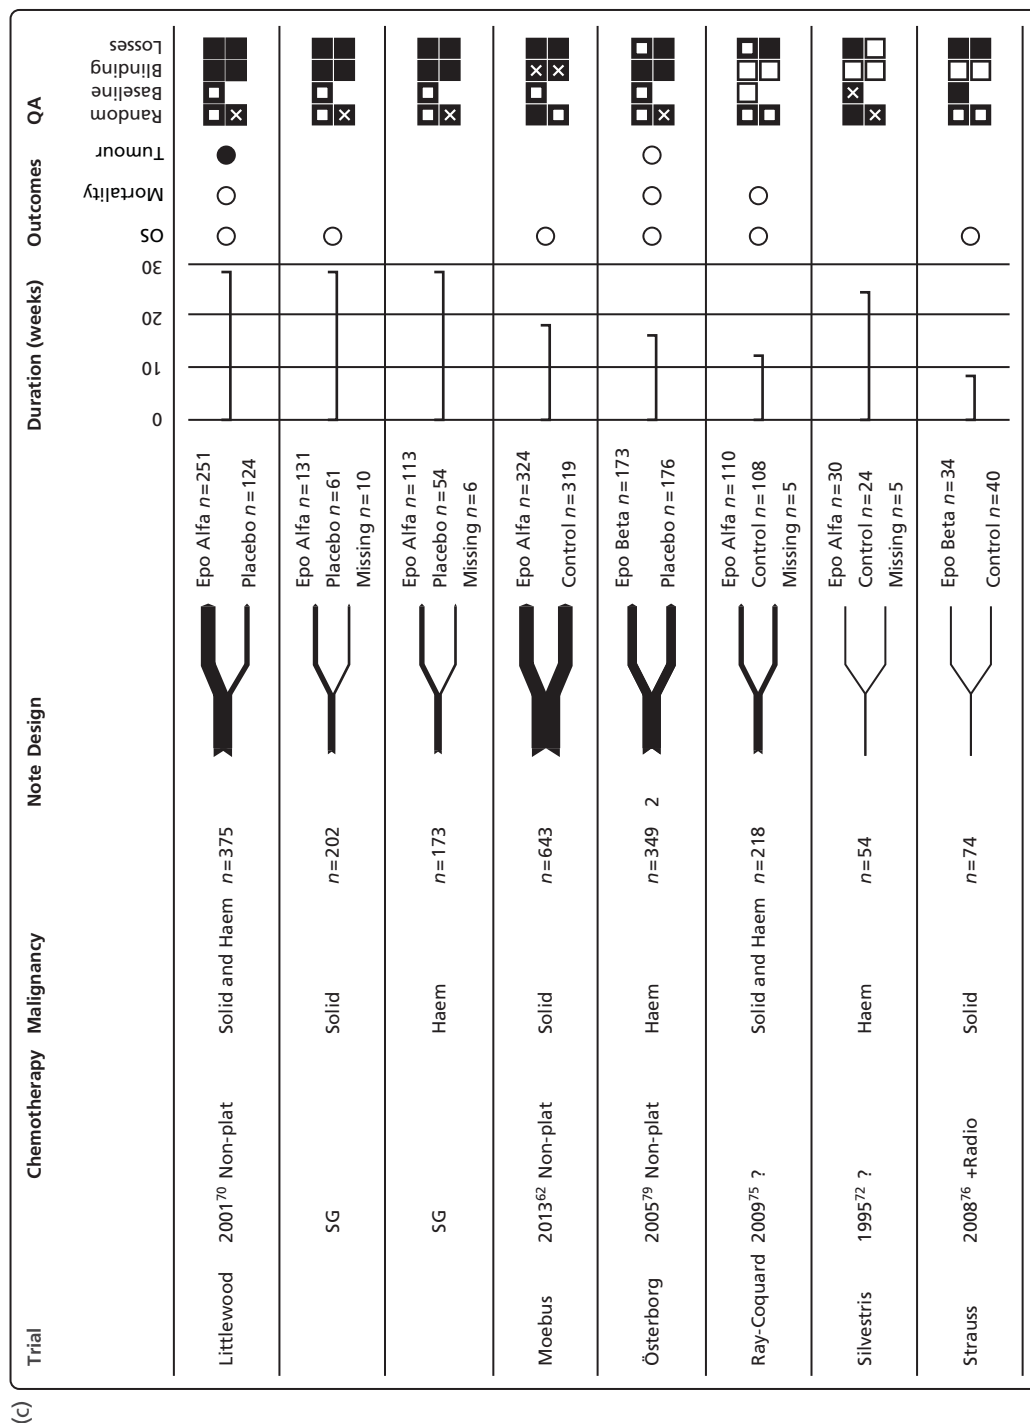 (c)
Trial Chemotherapy Malignancy Note Design Duration (weeks) Outcomes QA
0 10 20 30 OS Mortality Tumour Random Baseline Blinding Losses
Littlewood 2001⁷⁰ Non-plat Solid and Haem n=375 Epo Alfa n=251
Placebo n=124
SG Solid n=202 Epo Alfa n=131
Placebo n=61
Missing n=10
SG Haem n=173 Epo Alfa n=113
Placebo n=54
Missing n=6
Moebus 2013⁶² Non-plat Solid n=643 Epo Alfa n=324
Control n=319
Österborg 2005⁷⁹ Non-plat Haem n=349 2 Epo Beta n=173
Placebo n=176
Ray-Coquard 2009⁷⁵ ? Solid and Haem n=218 Epo Alfa n=110
Control n=108
Missing n=5
Silvestris 1995⁷² ? Haem n=54 Epo Alfa n=30
Control n=24
Missing n=5
Strauss 2008⁷⁶ +Radio Solid n=74 Epo Beta n=34
Control n=40